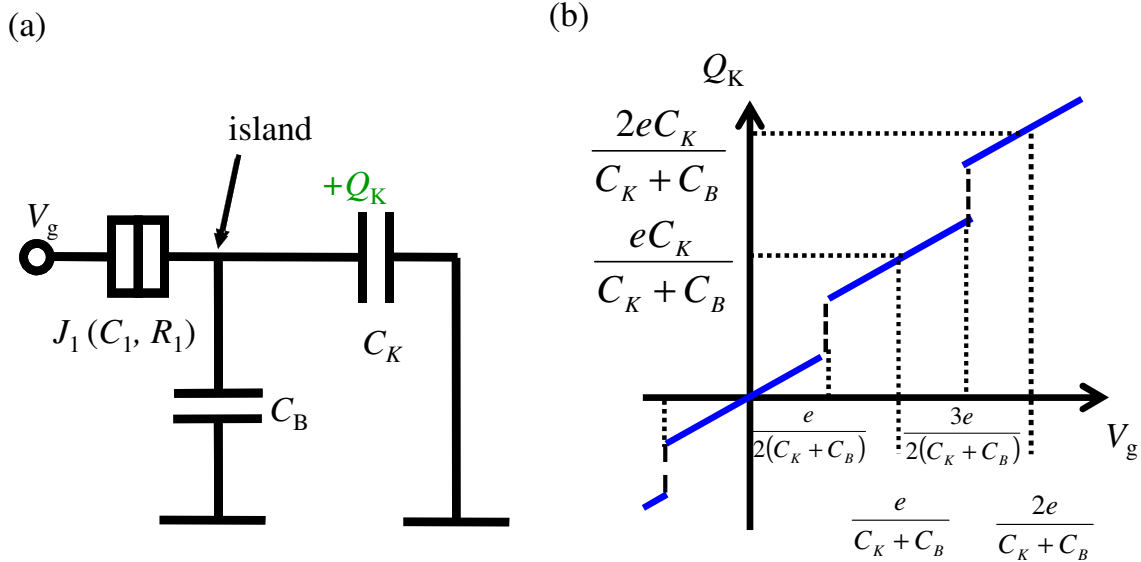 (a)
island
+Q_K
V_g
J_1 (C_1, R_1)
C_K
C_B
(b)
Q_K
2eC_K
C_K + C_B
eC_K
C_K + C_B
e
2(C_K + C_B)
3e
2(C_K + C_B)
V_g
e
C_K + C_B
2e
C_K + C_B